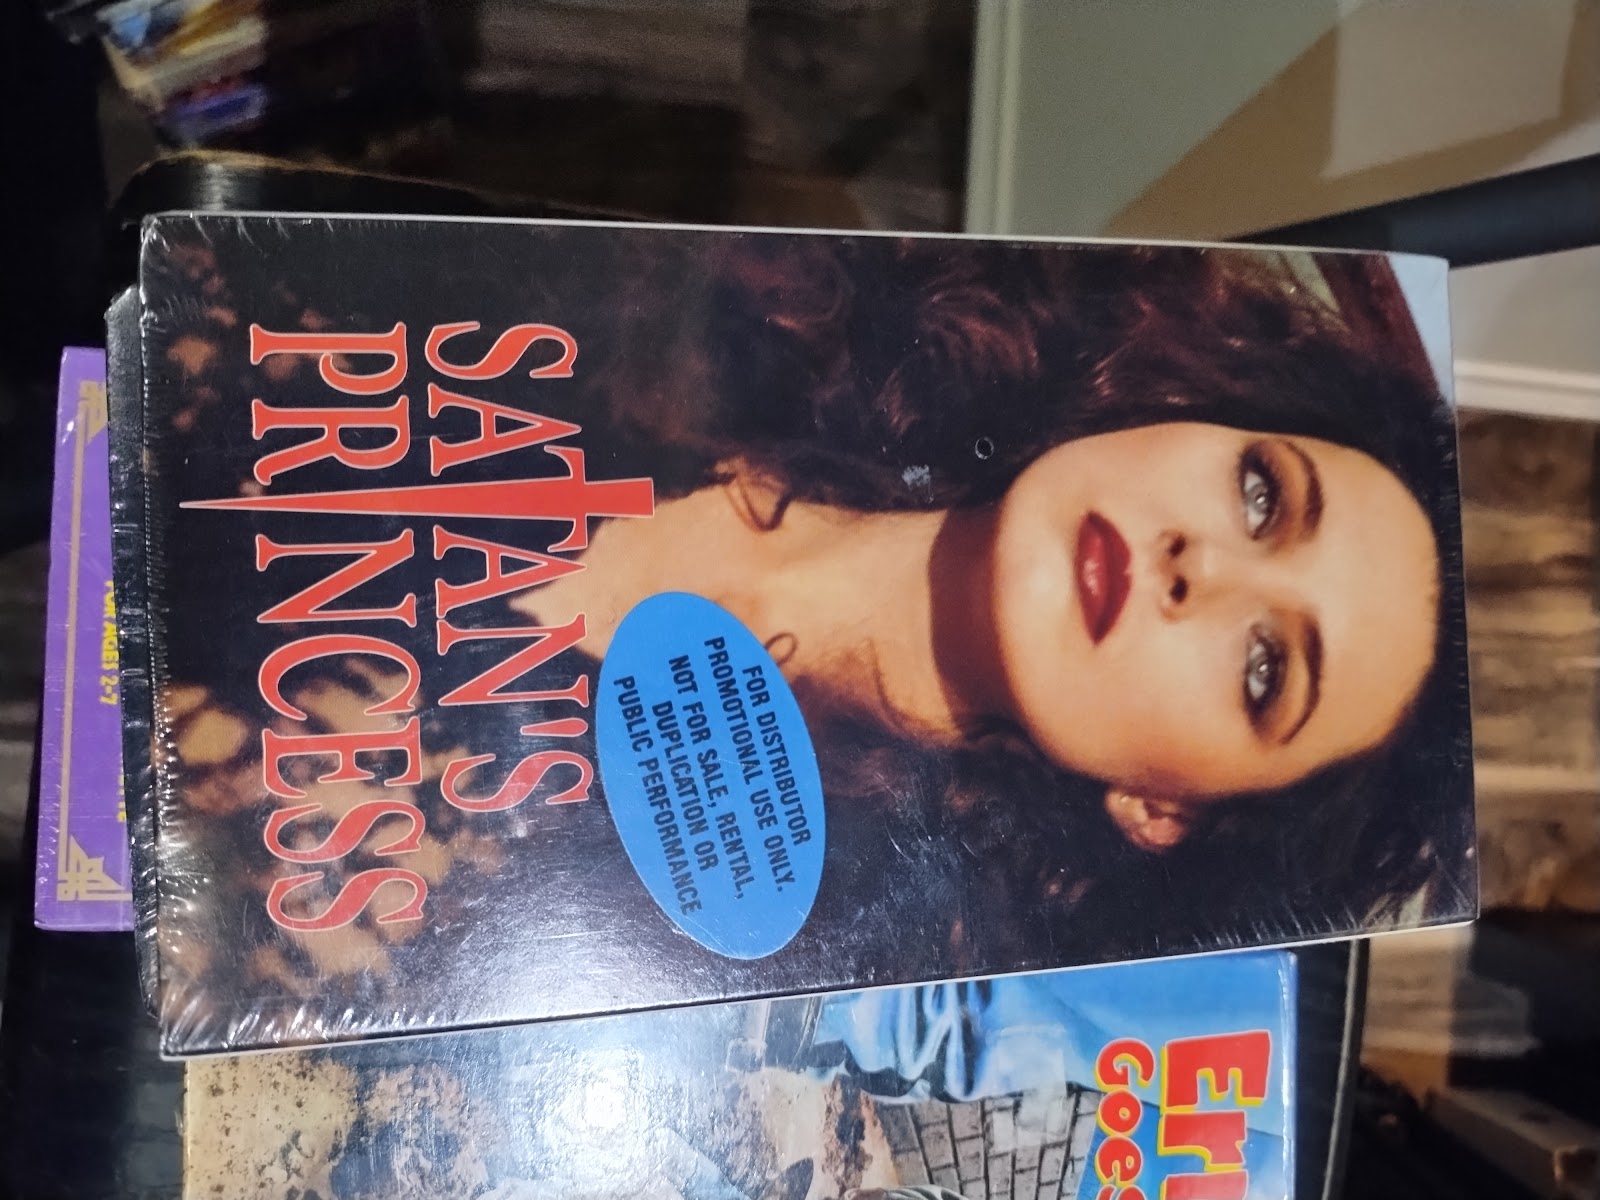 SATAN'S
PRINCESS
FOR DISTRIBUTOR
PROMOTIONAL USE ONLY.
NOT FOR SALE, RENTAL,
DUPLICATION OR
PUBLIC PERFORMANCE
FOR AGES 2-7
Goes